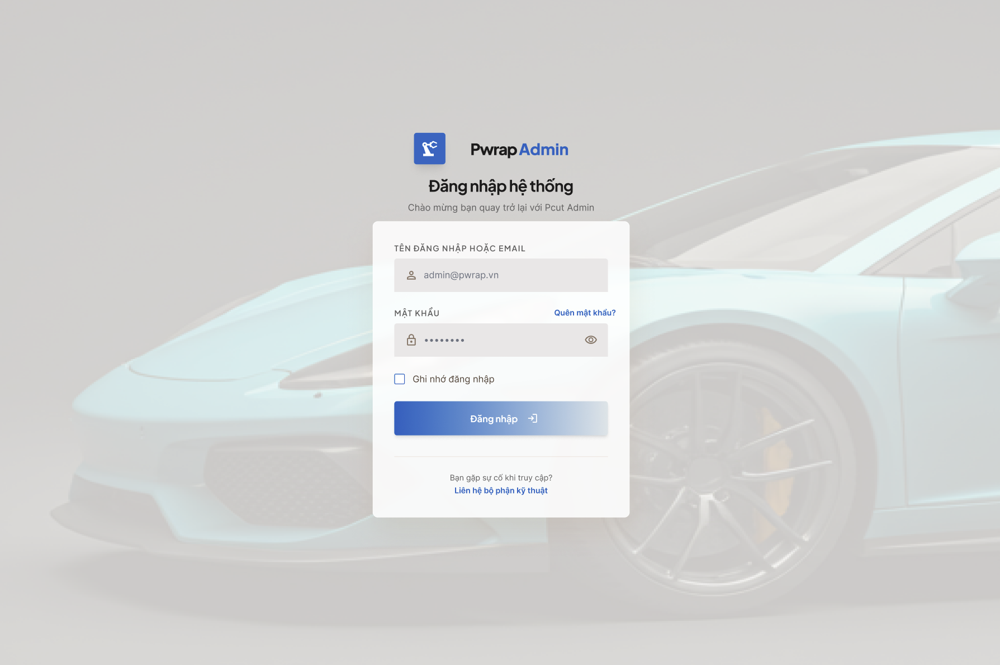 Pwrap Admin
Đăng nhập hệ thống
Chào mừng bạn quay trở lại với Pcut Admin
TÊN ĐĂNG NHẬP HOẶC EMAIL
admin@pwrap.vn
MẬT KHẨU Quên mật khẩu?
••••••••
Ghi nhớ đăng nhập
Đăng nhập
Bạn gặp sự cố khi truy cập?
Liên hệ bộ phận kỹ thuật